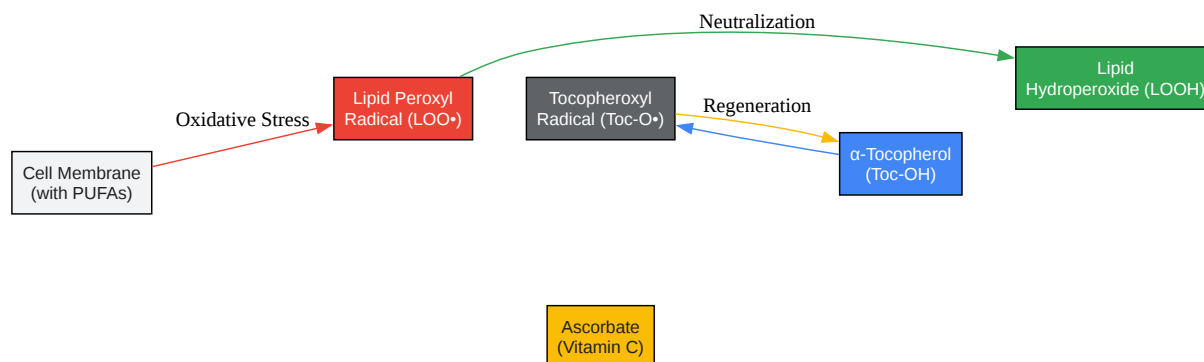 Neutralization
Lipid
Hydroperoxide (LOOH)
Lipid Peroxyl
Radical (LOO•)
Tocopheroxyl
Radical (Toc-O•)
Regeneration
Oxidative Stress
α-Tocopherol
(Toc-OH)
Cell Membrane
(with PUFAs)
Ascorbate
(Vitamin C)